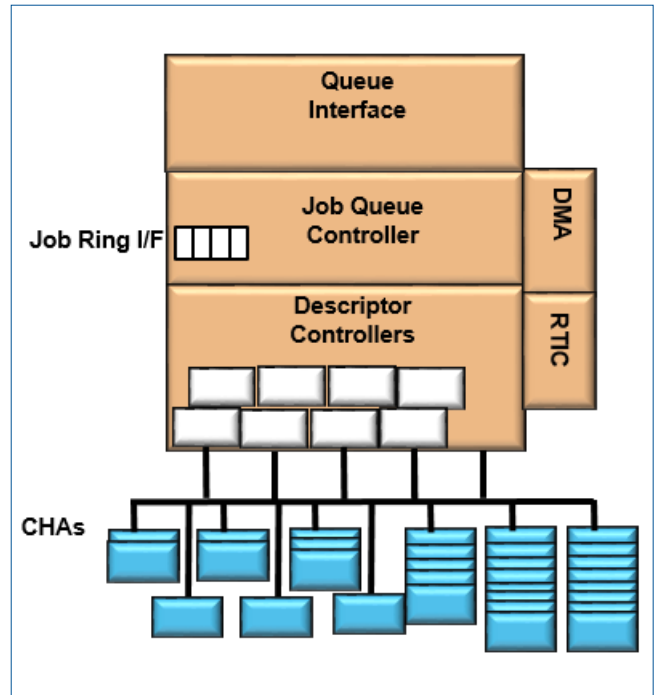 Queue
Interface
Job Queue
Controller
DMA
Job Ring I/F
Descriptor
Controllers
RTIC
CHAs